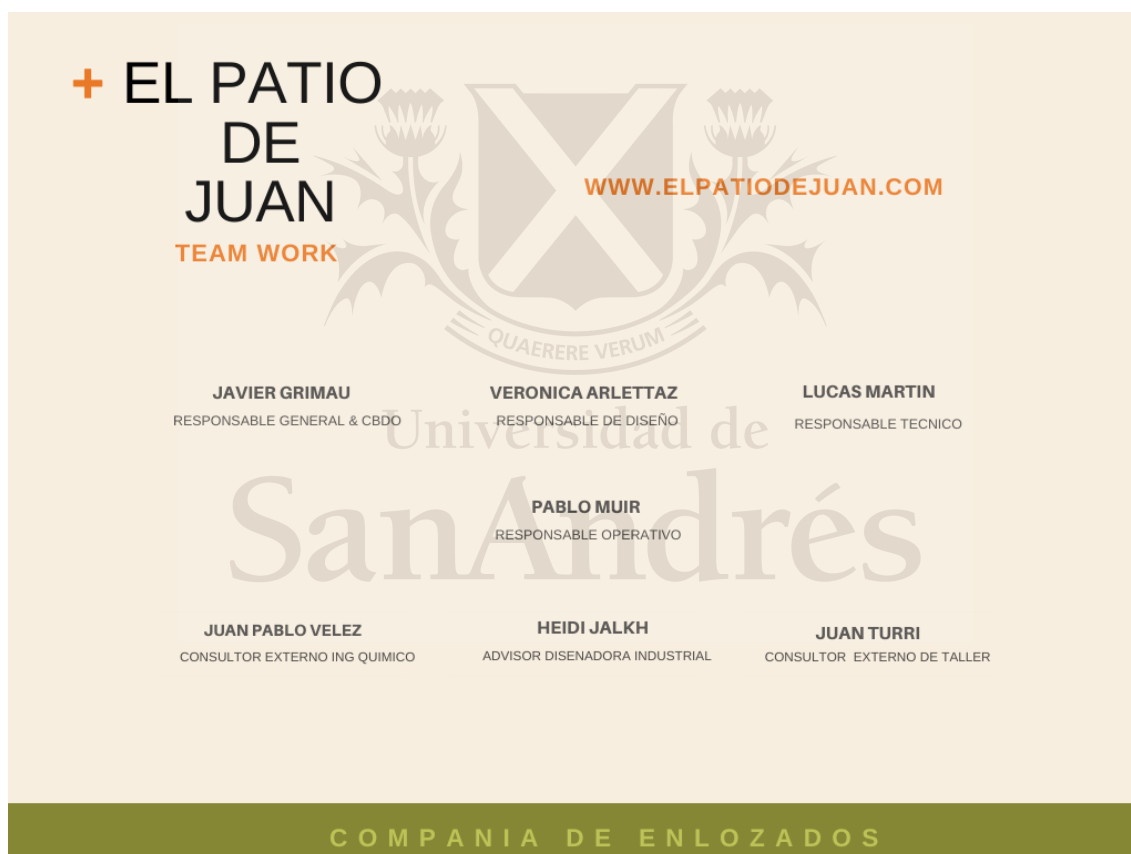 + EL PATIO
DE
JUAN
TEAM WORK
WWW.ELPATIODEJUAN.COM
QUAERERE VERUM
JAVIER GRIMAU
RESPONSABLE GENERAL & CBDO
VERONICA ARLETTAZ
RESPONSABLE DE DISEÑO
LUCAS MARTIN
RESPONSABLE TECNICO
Universidad de
SanAndrés
PABLO MUIR
RESPONSABLE OPERATIVO
JUAN PABLO VELEZ
CONSULTOR EXTERNO ING QUIMICO
HEIDI JALKH
ADVISOR DISENADORA INDUSTRIAL
JUAN TURRI
CONSULTOR EXTERNO DE TALLER
COMPANIA DE ENLOZADOS